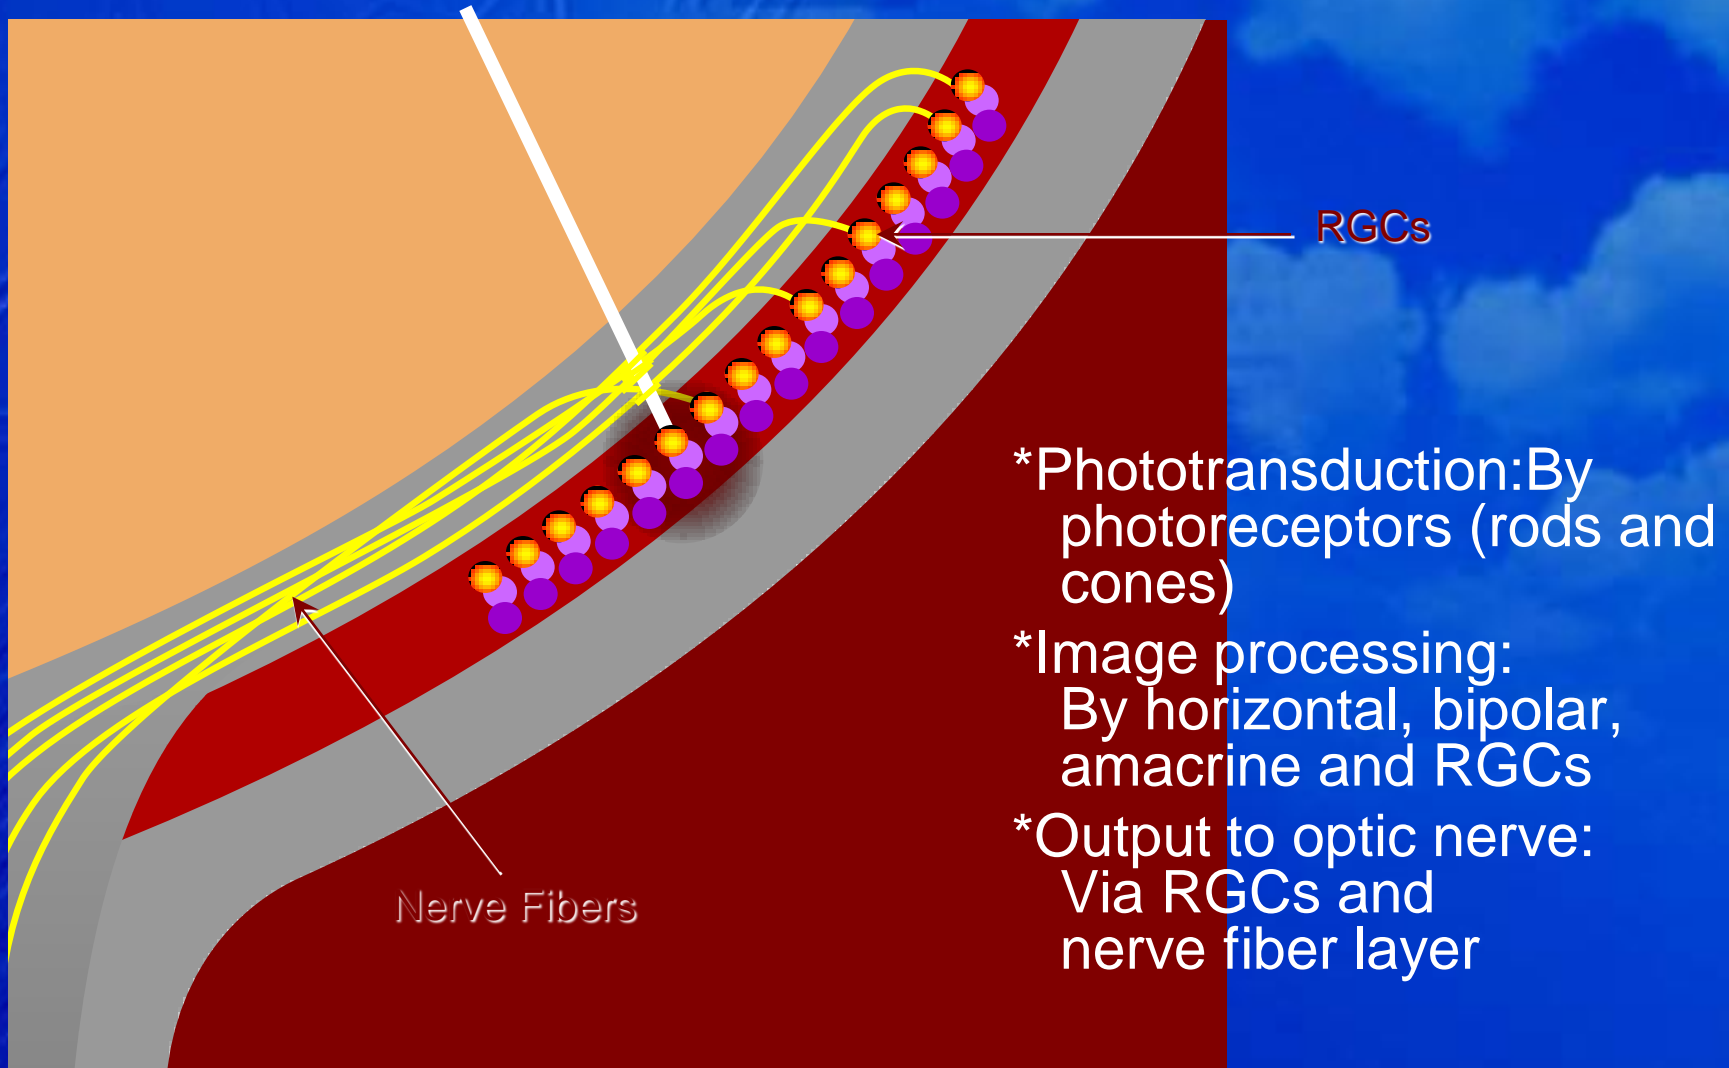 RGCs
*Phototransduction:By
photoreceptors (rods and
cones)
*Image processing:
By horizontal, bipolar,
amacrine and RGCs
*Output to optic nerve:
Via RGCs and
nerve fiber layer
Nerve Fibers